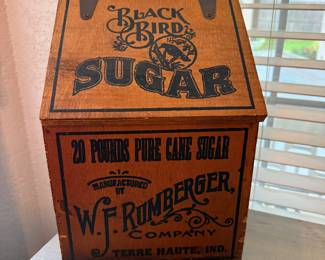 BLACK
BIRD
SUGAR
20 POUNDS PURE CANE SUGAR
MANUFACTURED
BY
W. F. RUMBERGER,
COMPANY
TERRE HAUTE, IND.